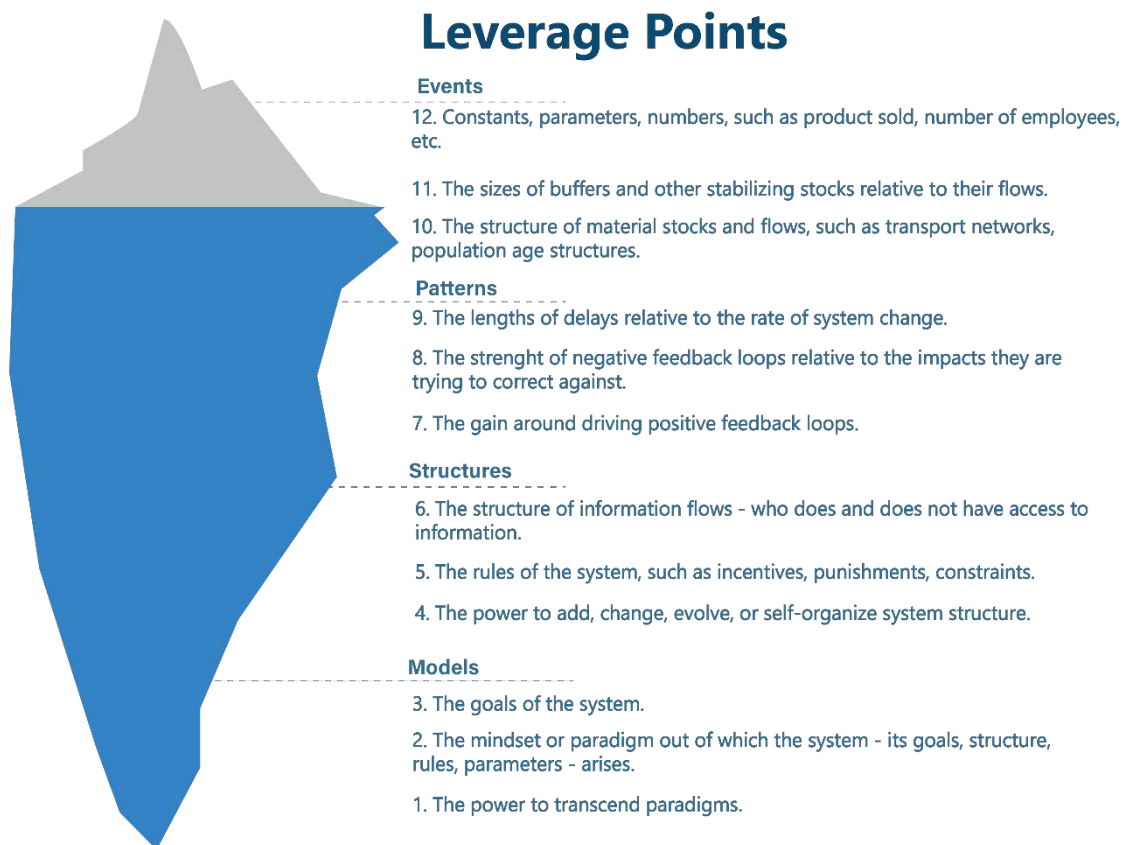 Leverage Points
Events
12. Constants, parameters, numbers, such as product sold, number of employees,
etc.
11. The sizes of buffers and other stabilizing stocks relative to their flows.
10. The structure of material stocks and flows, such as transport networks,
population age structures.
Patterns
9. The lengths of delays relative to the rate of system change.
8. The strenght of negative feedback loops relative to the impacts they are
trying to correct against.
7. The gain around driving positive feedback loops.
Structures
6. The structure of information flows - who does and does not have access to
information.
5. The rules of the system, such as incentives, punishments, constraints.
4. The power to add, change, evolve, or self-organize system structure.
Models
3. The goals of the system.
2. The mindset or paradigm out of which the system - its goals, structure,
rules, parameters - arises.
1. The power to transcend paradigms.